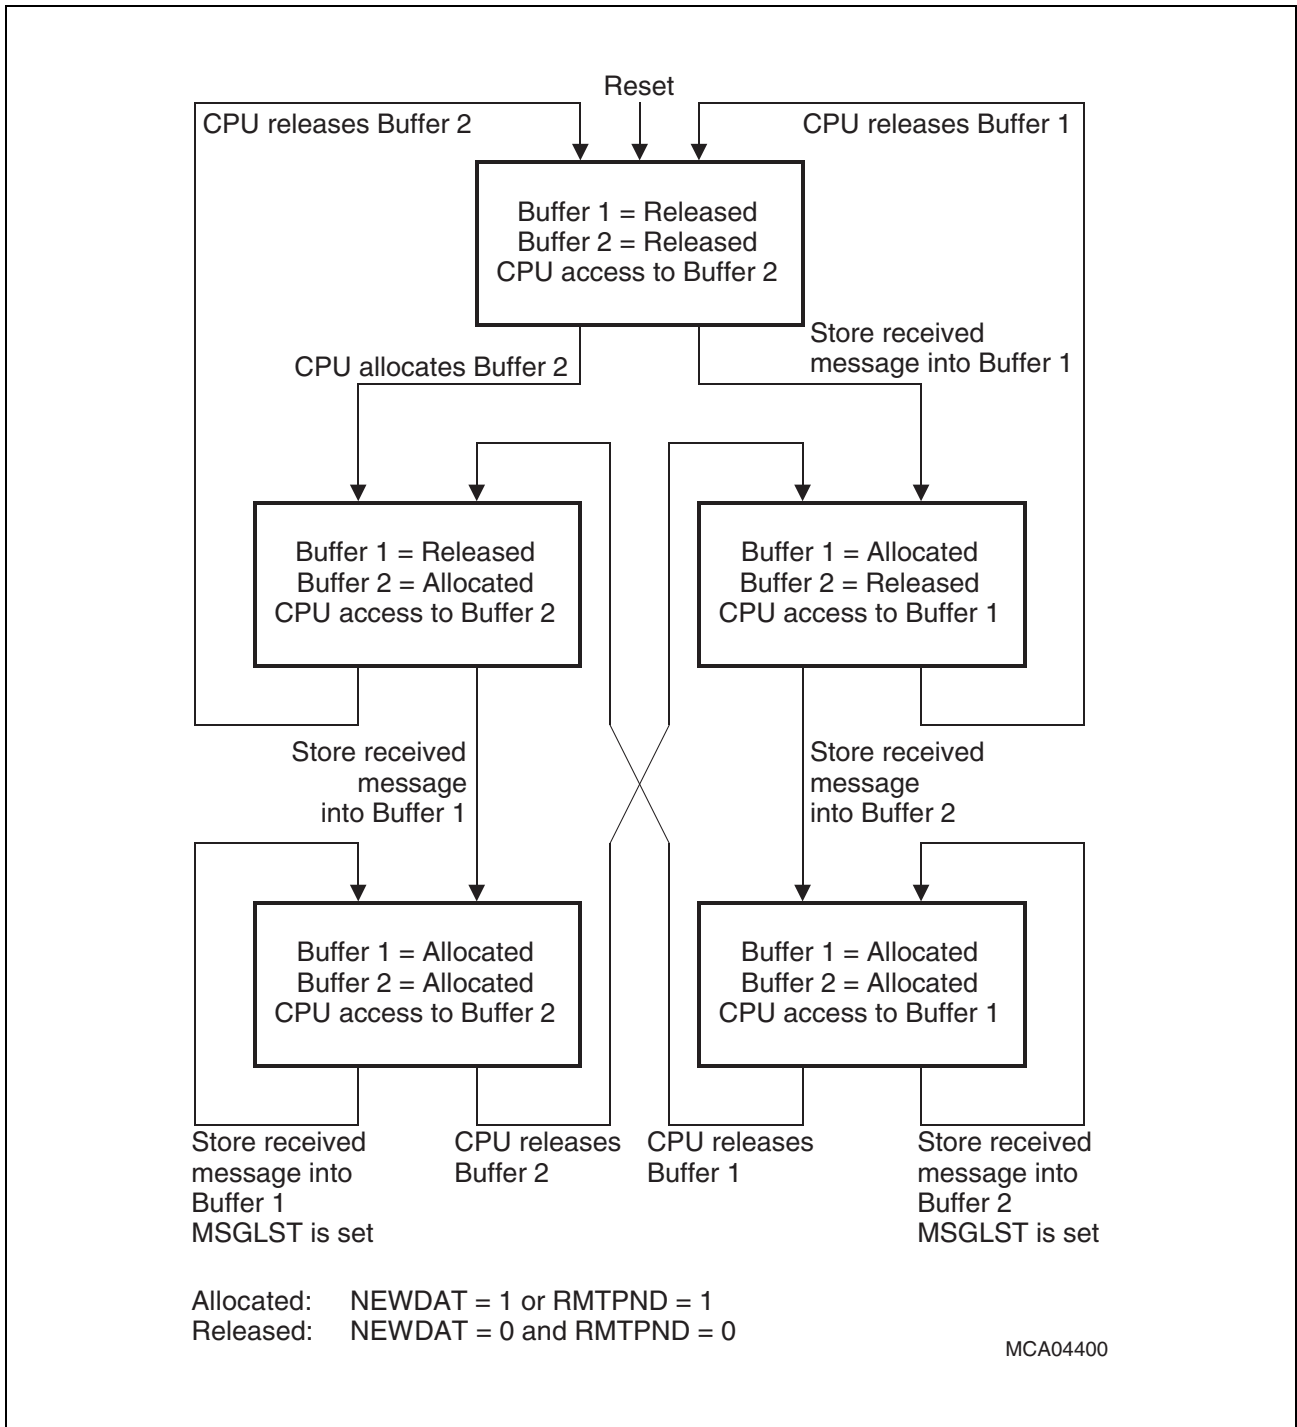 Reset
CPU releases Buffer 2
CPU releases Buffer 1
Buffer 1 = Released
Buffer 2 = Released
CPU access to Buffer 2
CPU allocates Buffer 2
Store received
message into Buffer 1
Buffer 1 = Released
Buffer 2 = Allocated
CPU access to Buffer 2
Buffer 1 = Allocated
Buffer 2 = Released
CPU access to Buffer 1
Store received
message
into Buffer 1
Store received
message
into Buffer 2
Buffer 1 = Allocated
Buffer 2 = Allocated
CPU access to Buffer 2
Buffer 1 = Allocated
Buffer 2 = Allocated
CPU access to Buffer 1
Store received
message into
Buffer 1
MSGLST is set
CPU releases
Buffer 2
CPU releases
Buffer 1
Store received
message into
Buffer 2
MSGLST is set
Allocated: NEWDAT = 1 or RMTPND = 1
Released: NEWDAT = 0 and RMTPND = 0
MCA04400